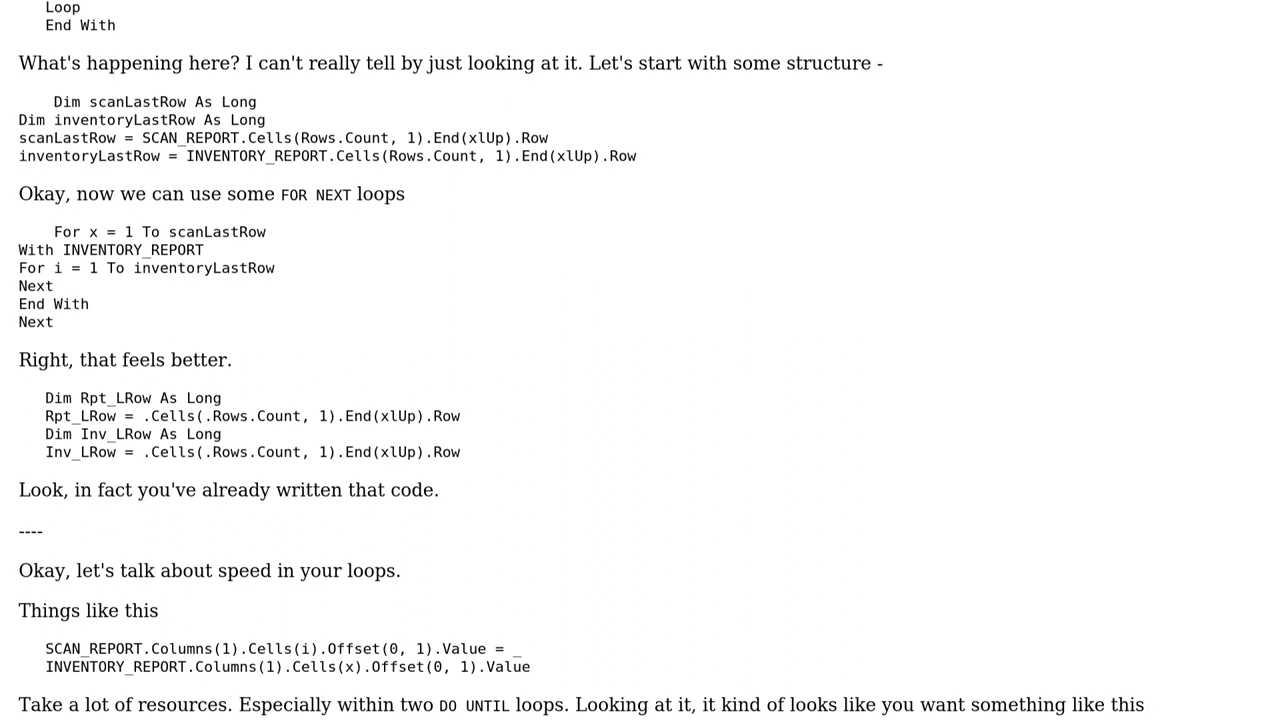 Loop
End With
What's happening here? I can't really tell by just looking at it. Let's start with some structure -
Dim scanLastRow As Long
Dim inventoryLastRow As Long
scanLastRow = SCAN_REPORT.Cells(Rows.Count, 1).End(xlUp).Row
inventoryLastRow = INVENTORY_REPORT.Cells(Rows.Count, 1).End(xlUp).Row
Okay, now we can use some FOR NEXT loops
For x = 1 To scanLastRow
With INVENTORY_REPORT
For i = 1 To inventoryLastRow
Next
End With
Next
Right, that feels better.
Dim Rpt_LRow As Long
Rpt_LRow = .Cells(.Rows.Count, 1).End(xlUp).Row
Dim Inv_LRow As Long
Inv_LRow = .Cells(.Rows.Count, 1).End(xlUp).Row
Look, in fact you've already written that code.
----
Okay, let's talk about speed in your loops.
Things like this
SCAN_REPORT.Columns(1).Cells(i).Offset(0, 1).Value = _
INVENTORY_REPORT.Columns(1).Cells(x).Offset(0, 1).Value
Take a lot of resources. Especially within two DO UNTIL loops. Looking at it, it kind of looks like you want something like this